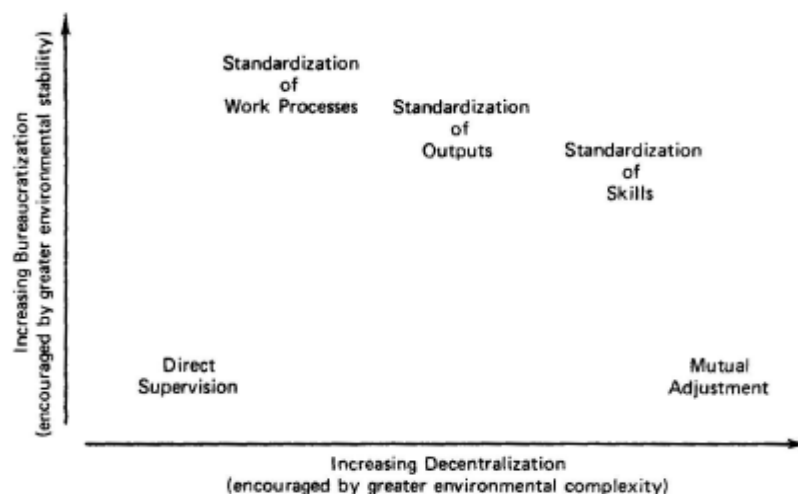 Increasing Bureaucratization
(encouraged by greater environmental stability)
Standardization
of
Work Processes
Standardization
of
Outputs
Standardization
of
Skills
Direct
Supervision
Mutual
Adjustment
Increasing Decentralization
(encouraged by greater environmental complexity)